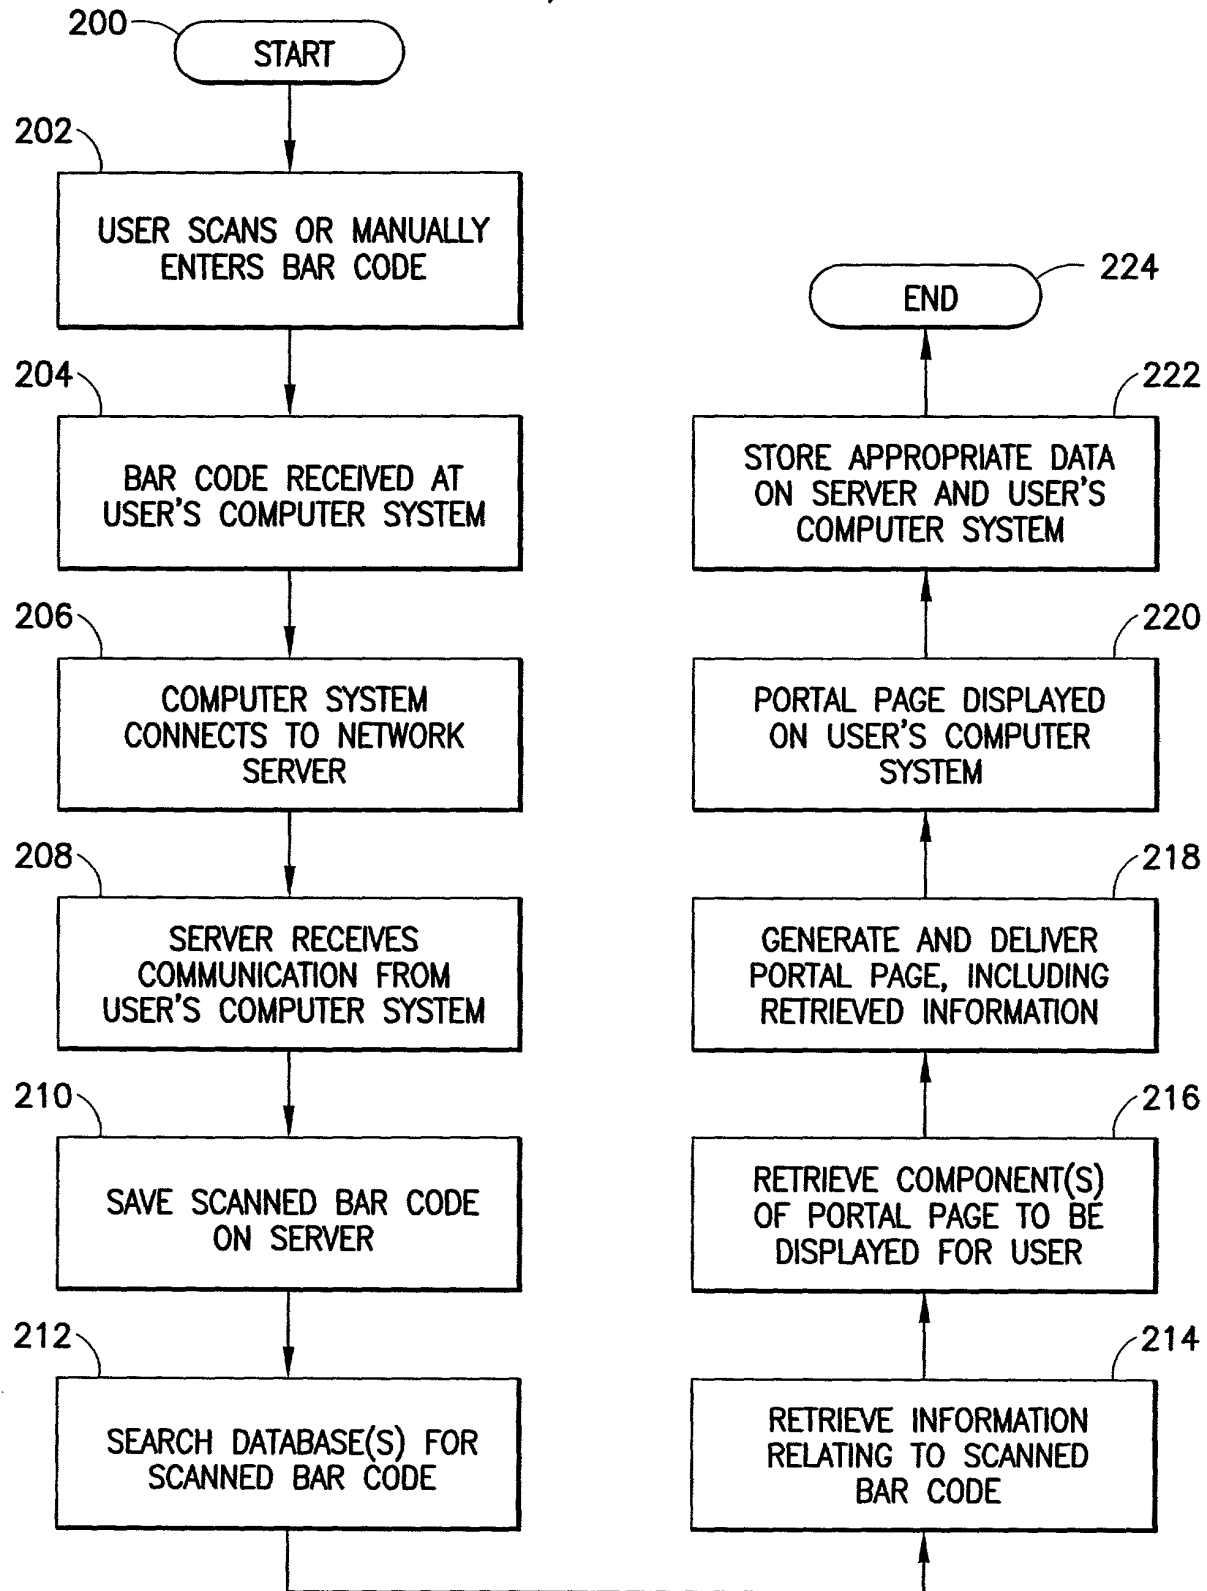 200
START
202
USER SCANS OR MANUALLY
ENTERS BAR CODE
204
BAR CODE RECEIVED AT
USER'S COMPUTER SYSTEM
206
COMPUTER SYSTEM
CONNECTS TO NETWORK
SERVER
208
SERVER RECEIVES
COMMUNICATION FROM
USER'S COMPUTER SYSTEM
210
SAVE SCANNED BAR CODE
ON SERVER
212
SEARCH DATABASE(S) FOR
SCANNED BAR CODE
214
RETRIEVE INFORMATION
RELATING TO SCANNED
BAR CODE
216
RETRIEVE COMPONENT(S)
OF PORTAL PAGE TO BE
DISPLAYED FOR USER
218
GENERATE AND DELIVER
PORTAL PAGE, INCLUDING
RETRIEVED INFORMATION
220
PORTAL PAGE DISPLAYED
ON USER'S COMPUTER
SYSTEM
222
STORE APPROPRIATE DATA
ON SERVER AND USER'S
COMPUTER SYSTEM
224
END